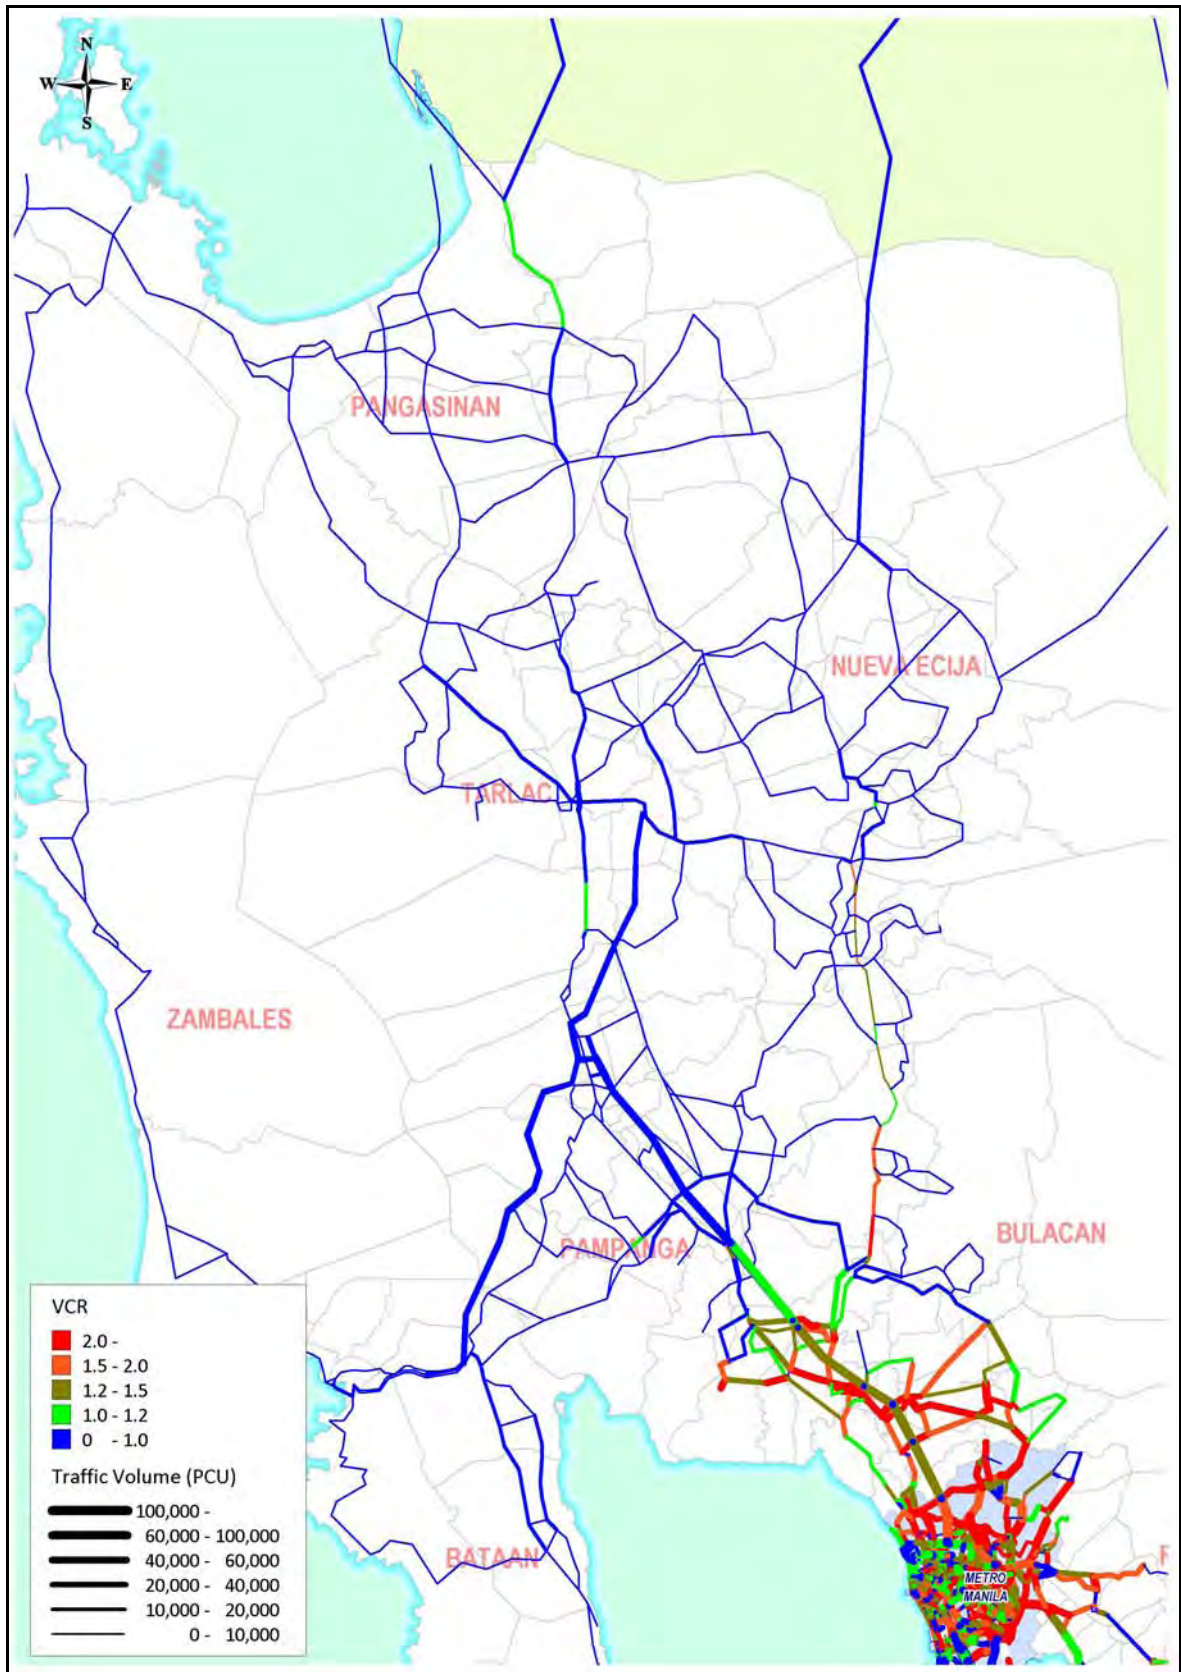 N
W E
S
PANGASINAN
NUEVA ECIJA
TARLAC
ZAMBALES
BULACAN
PAMPANGA
VCR
2.0 -
1.5 - 2.0
1.2 - 1.5
1.0 - 1.2
0 - 1.0
Traffic Volume (PCU)
100,000 -
60,000 - 100,000
40,000 - 60,000
20,000 - 40,000
10,000 - 20,000
0 - 10,000
BATAAN
METRO
MANILA